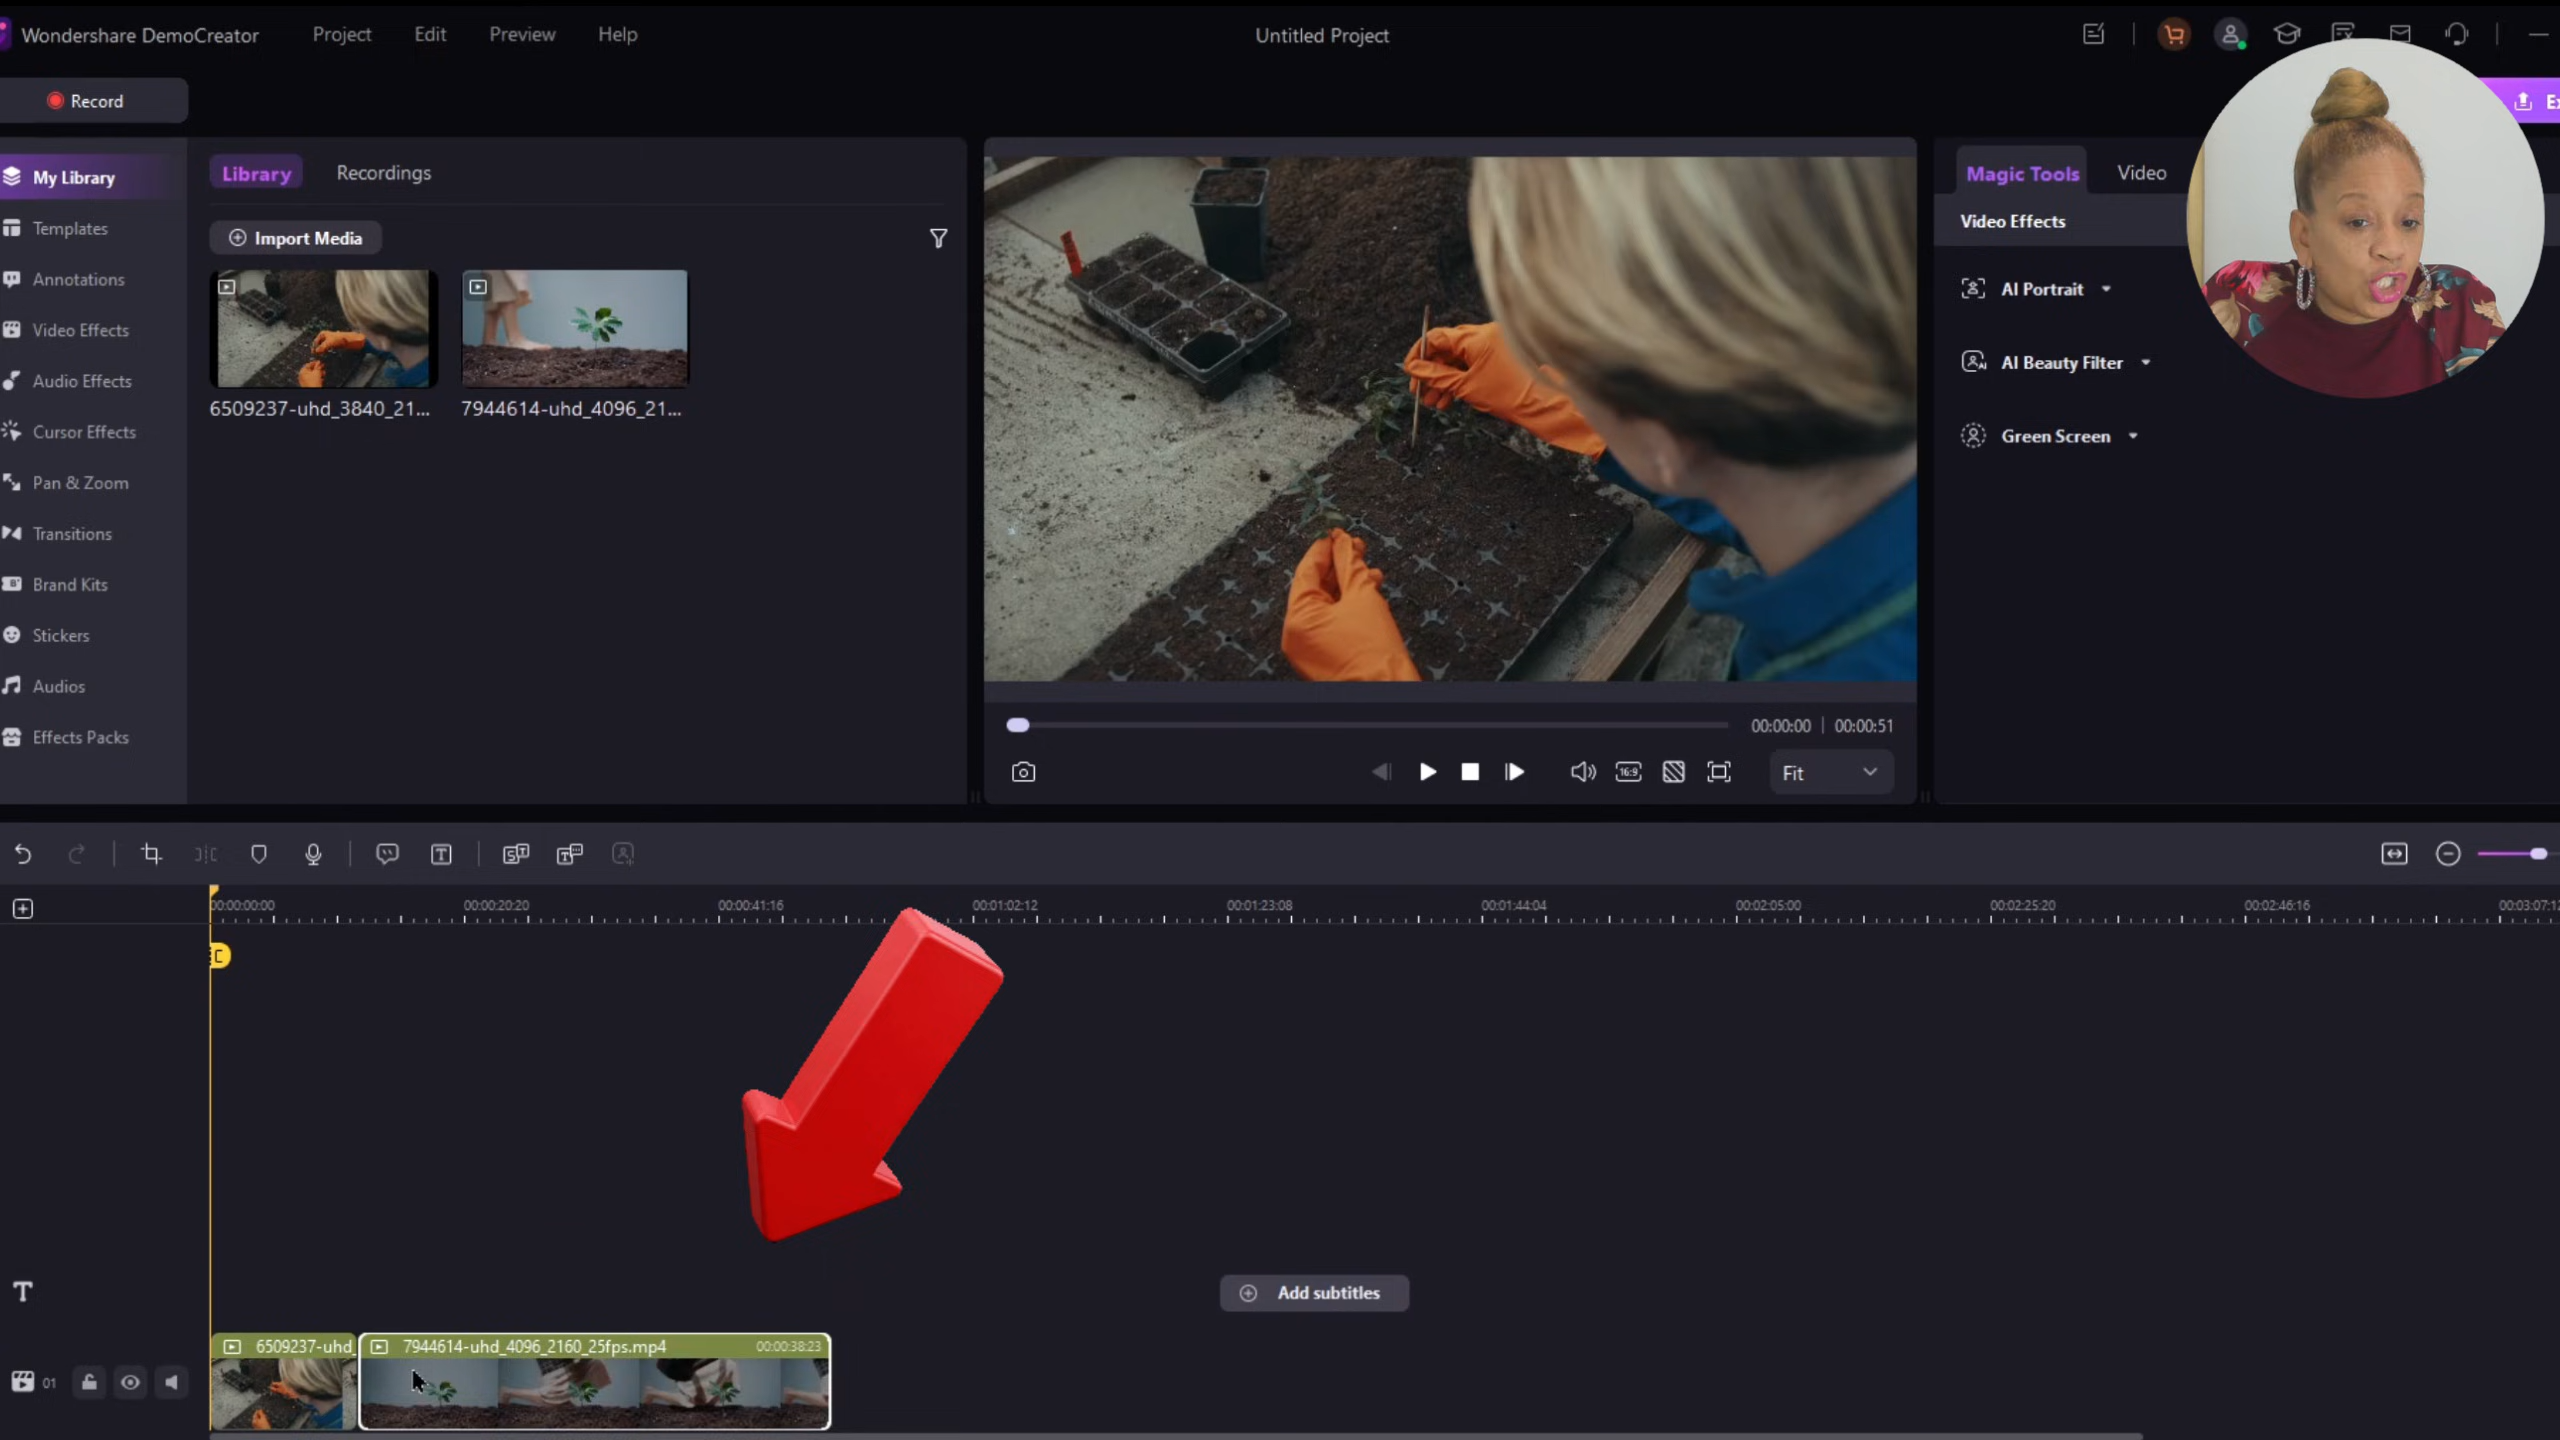 Wondershare DemoCreator Project Edit Preview Help Untitled Project
Record
My Library
Templates
Annotations
Video Effects
Audio Effects
Cursor Effects
Pan & Zoom
Transitions
Brand Kits
Stickers
Audios
Effects Packs
Library Recordings
Import Media
6509237-uhd_3840_21... 7944614-uhd_4096_21...
00:00:00 | 00:00:51
16:9 Fit
Magic Tools Video
Video Effects
AI Portrait
AI Beauty Filter
Green Screen
00:00:00:00 00:00:20:20 00:00:41:16 00:01:02:12 00:01:23:08 00:01:44:04 00:02:05:00 00:02:25:20 00:02:46:16 00:03:07:12
T
Add subtitles
6509237-uhd_ 7944614-uhd_4096_2160_25fps.mp4 00:00:38:23
01